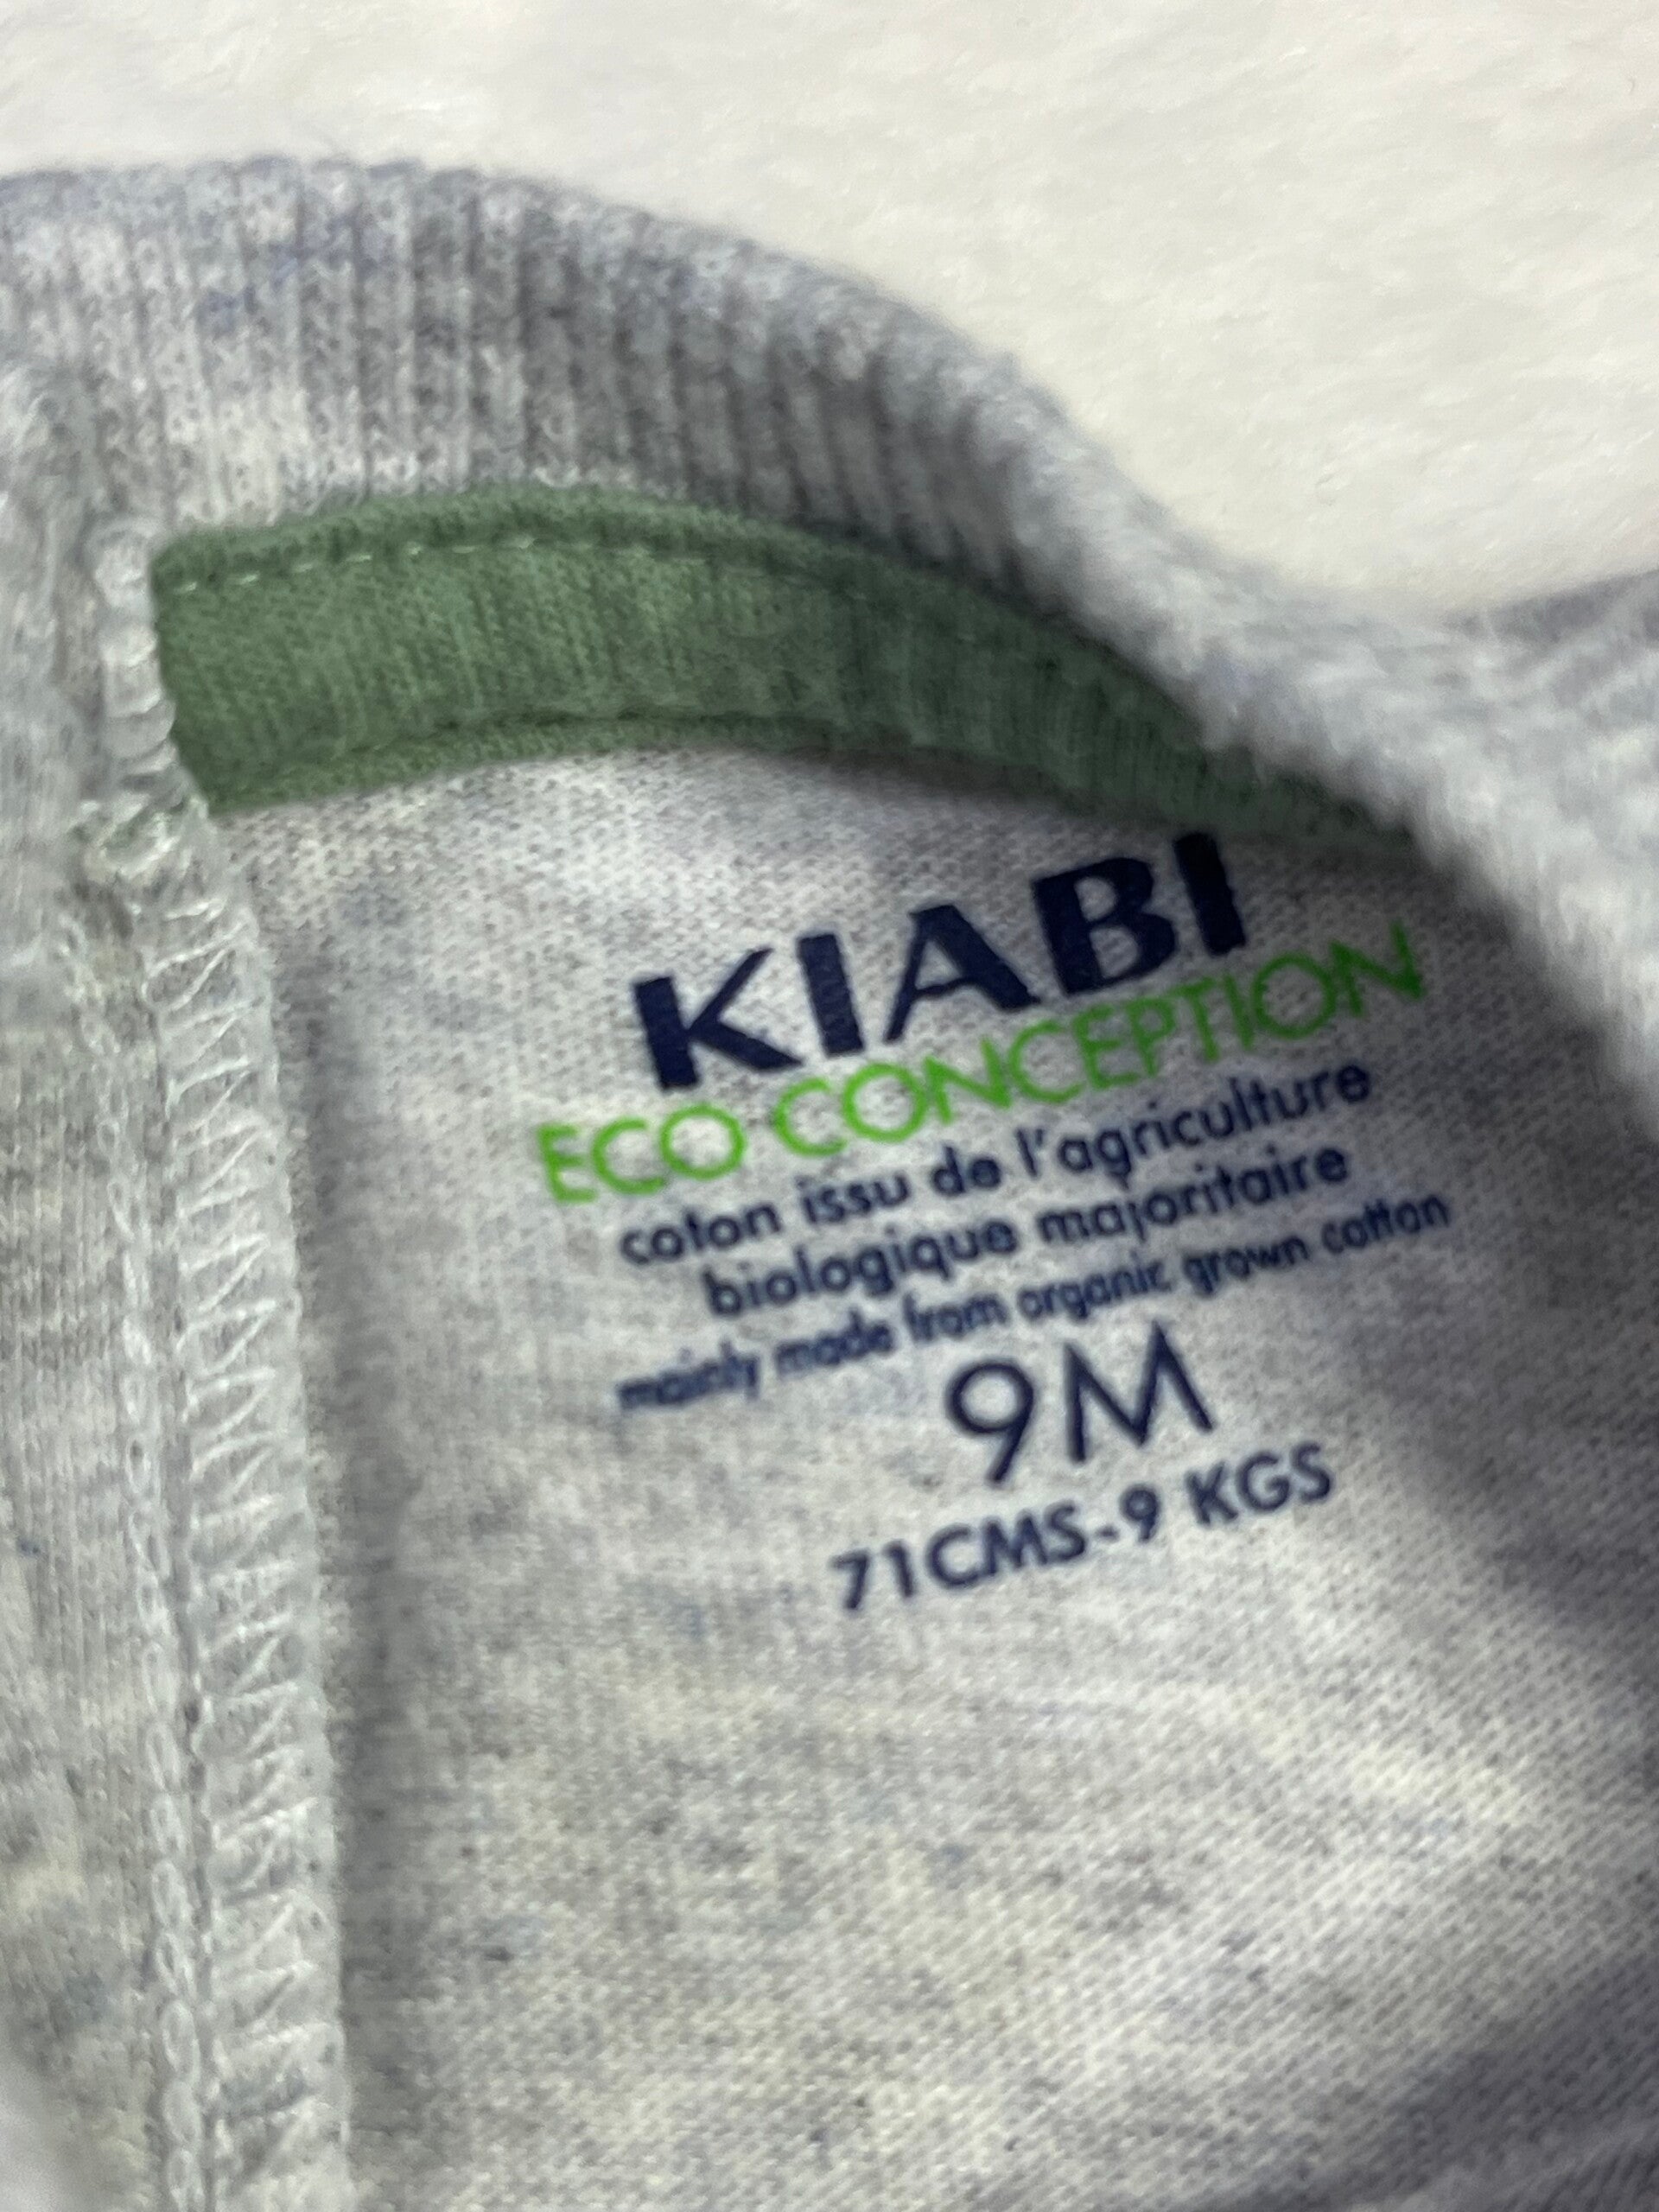 KIABI
ECO CONCEPTION
coton issu de l'agriculture
biologique majoritaire
mainly made from organic grown cotton
9M
71CMS-9 KGS